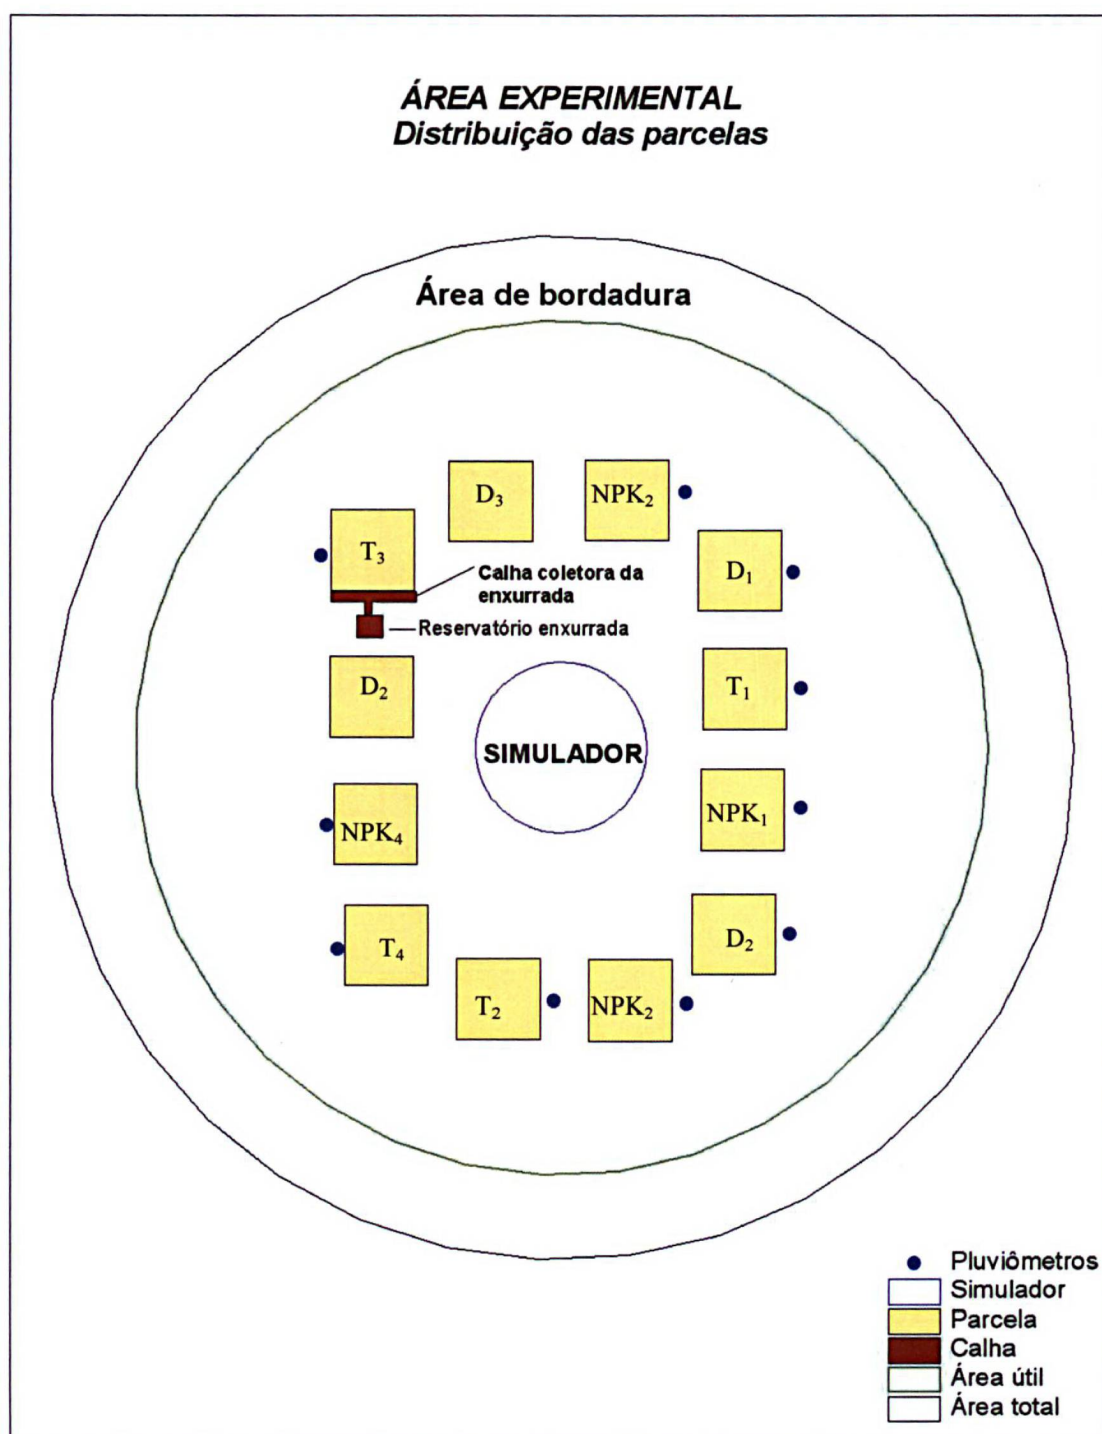 ÁREA EXPERIMENTAL
Distribuição das parcelas
Área de bordadura
D₃
NPK₂
T₃
D₁
Calha coletora da
enxurrada
Reservatório enxurrada
D₂
T₁
SIMULADOR
NPK₄
NPK₁
T₄
D₂
T₂
NPK₂
Pluviômetros
Simulador
Parcela
Calha
Área útil
Área total